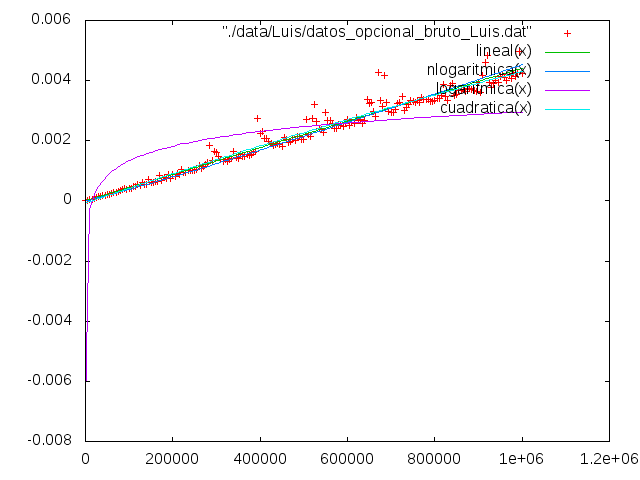 "./data/Luis/datos_opcional_bruto_Luis.dat"
lineal(x)
nlogaritmica(x)
logaritmica(x)
cuadratica(x)
0.006
0.004
0.002
0
-0.002
-0.004
-0.006
-0.008
0 200000 400000 600000 800000 1e+06 1.2e+06